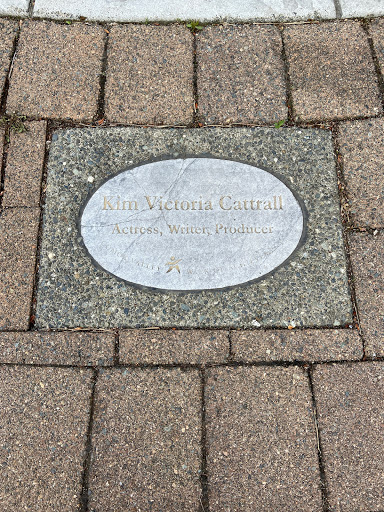 Kim Victoria Cattrall
Actress, Writer, Producer